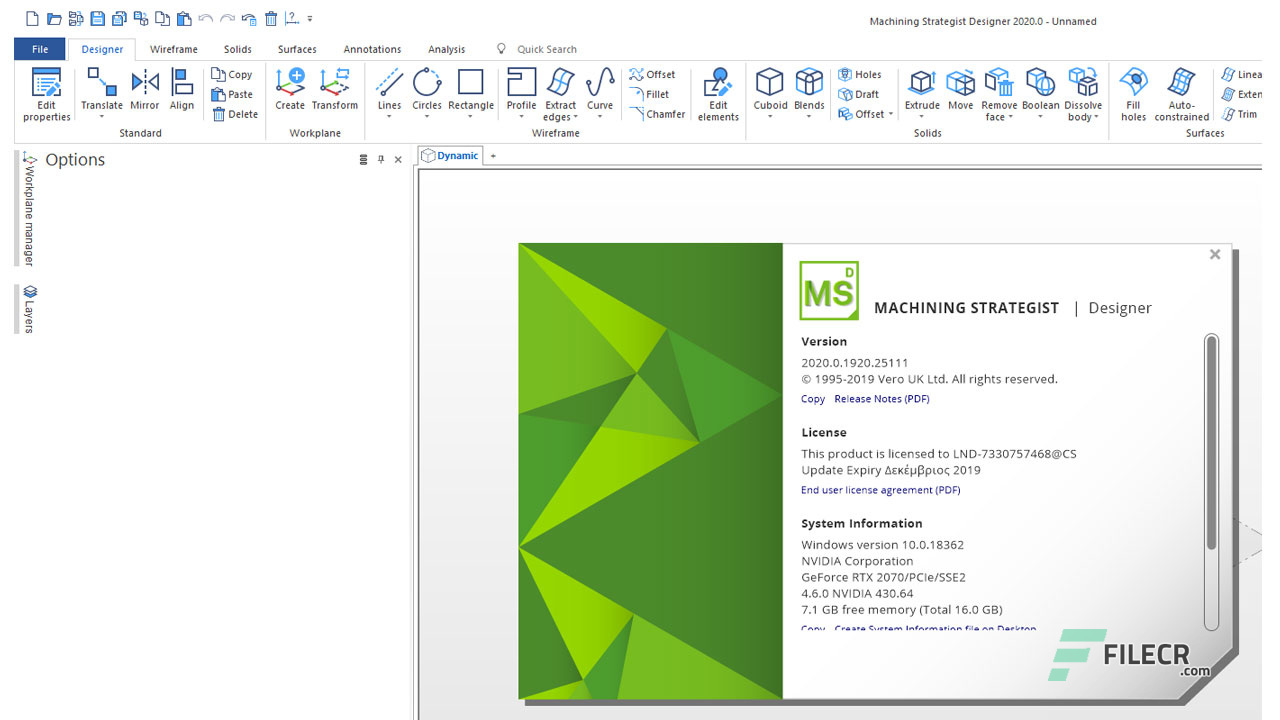 Machining Strategist Designer 2020.0 - Unnamed
File Designer Wireframe Solids Surfaces Annotations Analysis Quick Search
Edit properties
Translate
Mirror
Align
Copy
Paste
Delete
Standard
Create
Transform
Workplane
Lines
Circles
Rectangle
Profile
Extract edges
Curve
Offset
Fillet
Chamfer
Edit elements
Wireframe
Cuboid
Blends
Holes
Draft
Offset
Extrude
Move
Remove face
Boolean
Dissolve body
Solids
Fill holes
Auto-constrained
Linea
Exten
Trim
Surfaces
Options
Workplane manager
Layers
Dynamic +
MS D
MACHINING STRATEGIST | Designer
Version
2020.0.1920.25111
© 1995-2019 Vero UK Ltd. All rights reserved.
Copy Release Notes (PDF)
License
This product is licensed to LND-7330757468@CS
Update Expiry Δεκέμβριος 2019
End user license agreement (PDF)
System Information
Windows version 10.0.18362
NVIDIA Corporation
GeForce RTX 2070/PCIe/SSE2
4.6.0 NVIDIA 430.64
7.1 GB free memory (Total 16.0 GB)
Copy Create System Information file on Desktop
FILECR
.com